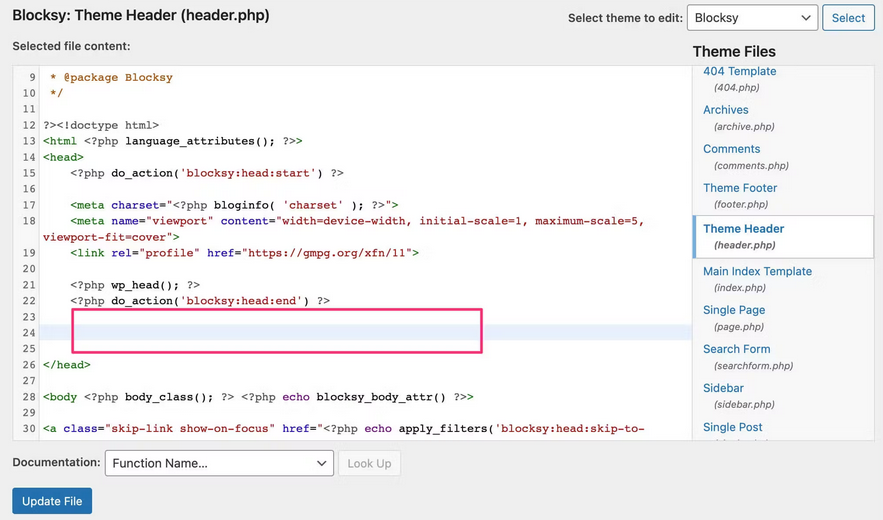 Blocksy: Theme Header (header.php)
Select theme to edit: Blocksy Select
Selected file content:
Theme Files
9 * @package Blocksy
10 */
11
12 ?><!doctype html>
13 <html <?php language_attributes(); ?>>
14 <head>
15 <?php do_action('blocksy:head:start') ?>
16
17 <meta charset="<?php bloginfo( 'charset' ); ?>">
18 <meta name="viewport" content="width=device-width, initial-scale=1, maximum-scale=5,
viewport-fit=cover">
19 <link rel="profile" href="https://gmpg.org/xfn/11">
20
21 <?php wp_head(); ?>
22 <?php do_action('blocksy:head:end') ?>
23
24
25
26 </head>
27
28 <body <?php body_class(); ?> <?php echo blocksy_body_attr() ?>>
29
30 <a class="skip-link show-on-focus" href="<?php echo apply_filters('blocksy:head:skip-to-
404 Template
(404.php)
Archives
(archive.php)
Comments
(comments.php)
Theme Footer
(footer.php)
Theme Header
(header.php)
Main Index Template
(index.php)
Single Page
(page.php)
Search Form
(searchform.php)
Sidebar
(sidebar.php)
Single Post
Documentation: Function Name... Look Up
Update File